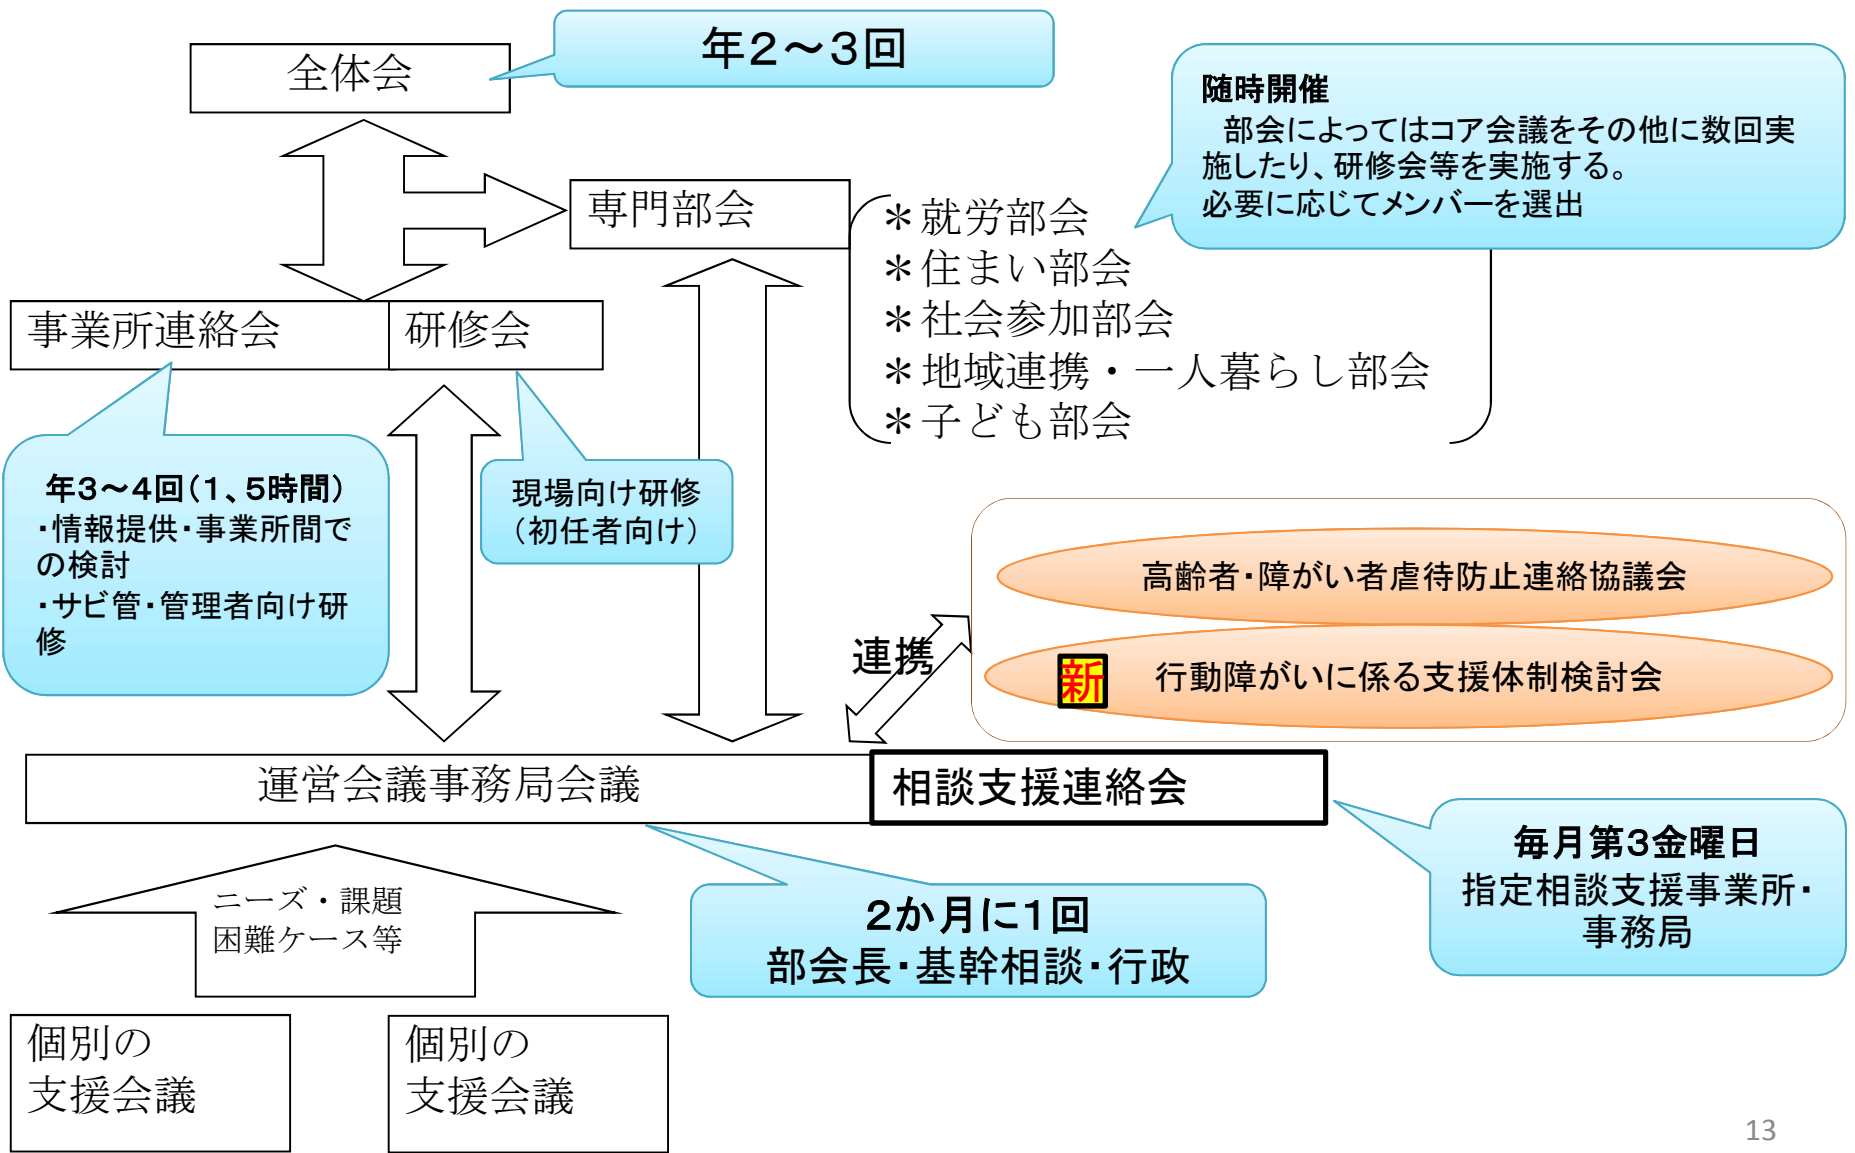 年２～３回
全体会
随時開催
部会によってはコア会議をその他に数回実
施したり、研修会等を実施する。
必要に応じてメンバーを選出
専門部会
＊就労部会
＊住まい部会
＊社会参加部会
＊地域連携・一人暮らし部会
＊子ども部会
事業所連絡会
研修会
年３～４回（１、５時間）
・情報提供・事業所間で
の検討
・サビ管・管理者向け研
修
現場向け研修
（初任者向け）
高齢者・障がい者虐待防止連絡協議会
連携
新
行動障がいに係る支援体制検討会
運営会議事務局会議
相談支援連絡会
毎月第３金曜日
指定相談支援事業所・
事務局
ニーズ・課題
困難ケース等
２か月に１回
部会長・基幹相談・行政
個別の
支援会議
個別の
支援会議
13